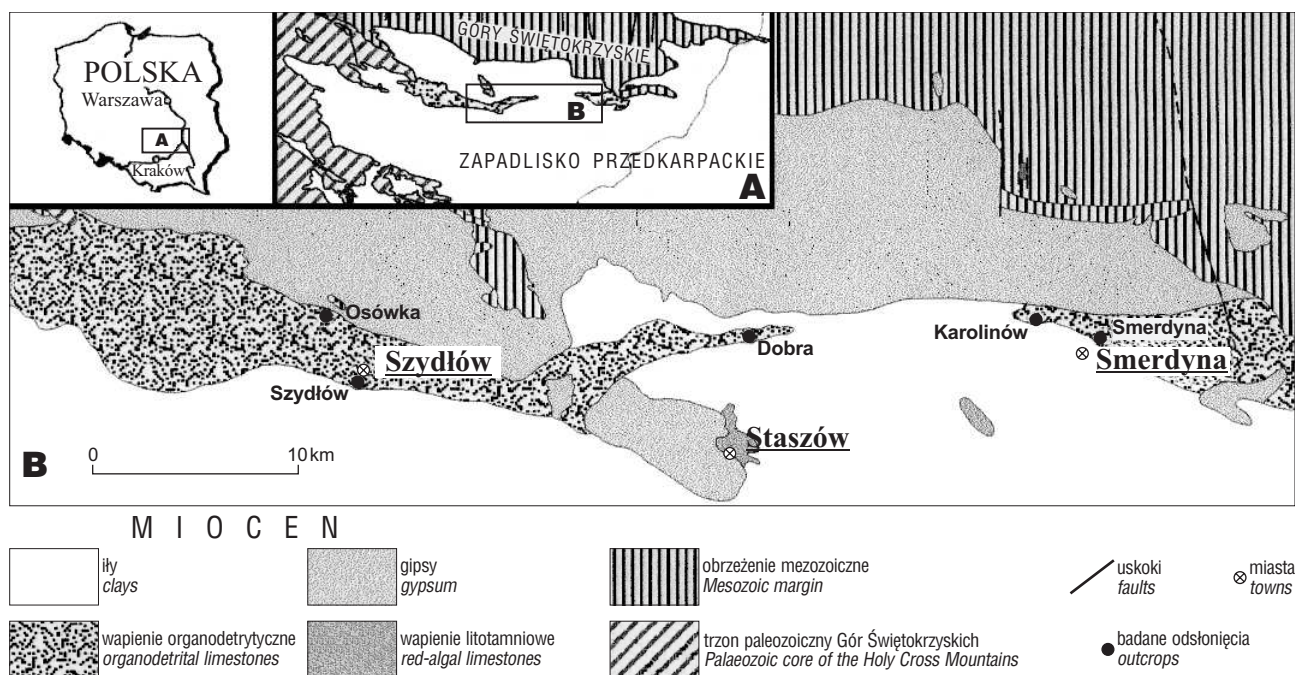 POLSKA
Warszawa
A
Kraków
GÓRY ŚWIĘTOKRZYSKIE
B
ZAPADLISKO PRZEDKARPACKIE
A
Osówka
Szydłów
Szydłów
Dobra
Karolinów
Smerdyna
Smerdyna
Staszów
B
0 10 km
MIOCEN
iły
clays
gipsy
gypsum
obrzeżenie mezozoiczne
Mesozoic margin
uskoki
faults
miasta
towns
wapienie organodetrytyczne
organodetrital limestones
wapienie litotamniowe
red-algal limestones
trzon paleozoiczny Gór Świętokrzyskich
Palaeozoic core of the Holy Cross Mountains
badane odsłonięcia
outcrops